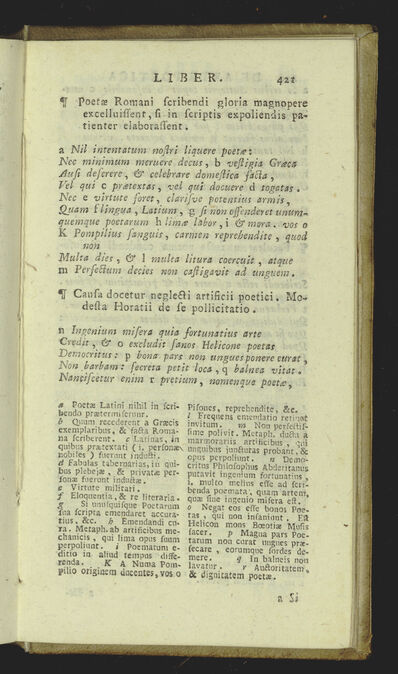 LIBER. 421
¶ Poetæ Romani scribendi gloria magnopere
excelluissent, si in scriptis expoliendis pa-
tienter elaborassent.
a Nil intentatum nostri liquere poetæ:
Nec minimum meruere decus, b vestigia Græca
Ausi deserere, & celebrare domestica facta,
Vel qui c prætextas, vel qui docuere d togatas.
Nec e virtute foret, clarisve potentius armis,
Quam f lingua, Latium, g si non offenderet unum-
quemque poetarum h limæ labor, i & mora. vos o
K Pompilius sanguis, carmen reprehendite, quod
non
Multa dies, & l multa litura coercuit, atque
m Perfectum decies non castigavit ad unguem.
¶ Causa docetur neglecti artificii poetici. Mo-
desta Horatii de se pollicitatio.
n Ingenium misera quia fortunatius arte
Credit, & o excludit sanos Helicone poetas
Democritus: p bona pars non ungues ponere curat,
Non barbam: secreta petit loca, q balnea vitat.
Nanciscetur enim r pretium, nomenque poetæ,
a Poetæ Latini nihil in scri-
bendo prætermiserunt.
b Quum recederent a Græcis
exemplaribus, & facta Roma-
na scriberent. c Latinas, in
quibus prætextati (i. personæ
nobiles) fuerunt inducti.
d Fabulas tabernarias, in qui-
bus plebejæ, & privatæ per-
sonæ fuerunt inductæ.
e Virtute militari.
f Eloquentia, & re literaria.
g Si unusquisque Poetarum
sua scripta emendaret accura-
tius, &c. h Emendandi cu-
ra. Metaph. ab artificibus me-
chanicis, qui lima opus suum
perpoliunt. i Poematum e-
ditio in aliud tempus diffe-
renda. K A Numa Pom-
pilio originem ducentes, vos o
Pisones, reprehendite, &c.
l Frequens emendatio retinet
invitum. m Non perfectis-
sime polivit. Metaph. ducta a
marmorariis artificibus, qui
unguibus juncturas probant, &
opus perpoliunt. n Demo-
critus Philosophus Abderitanus
putavit ingenium fortunatius,
i. multo melius esse ad scri-
benda poemata, quam artem,
quæ sine ingenio misera est.
o Negat eos esse bonos Poe-
tas, qui non insaniunt. Est
Helicon mons Bœotiæ Musis
sacer. p Magna pars Poe-
tarum non curat ungues præ-
secare, eorumque sordes de-
mere. q In balneis non
lavatur. r Auctoritatem,
& dignitatem poetæ.
a Si